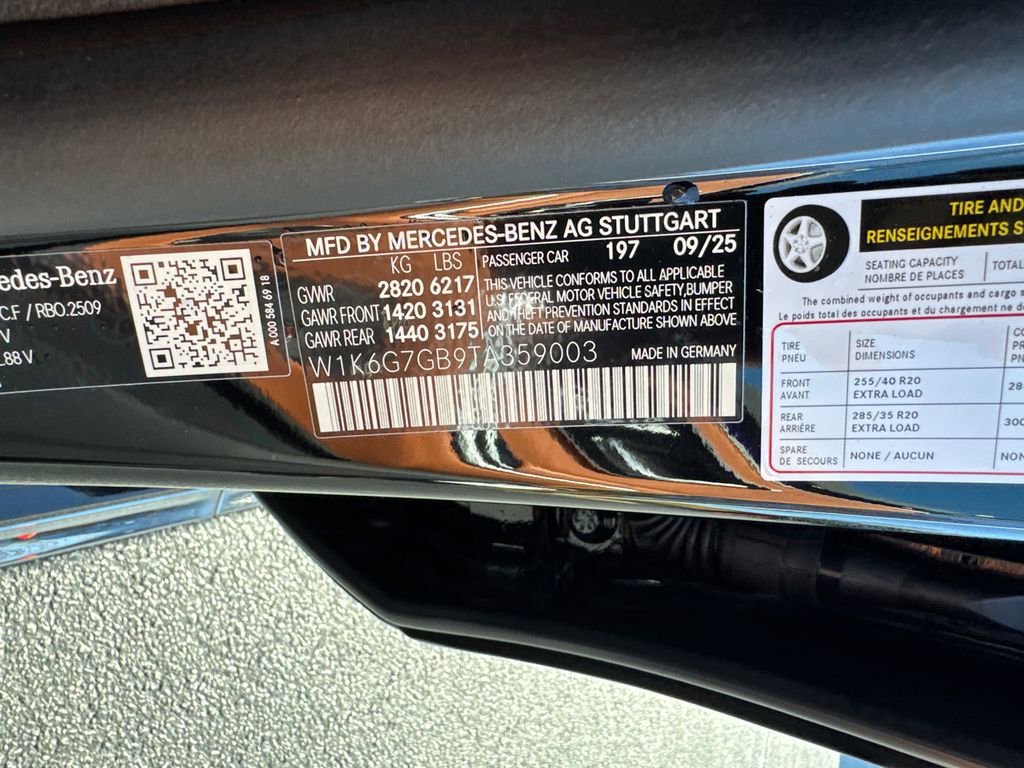 cedes-Benz
C.F / RBO.2509
V
L88 V
A 000 584 69 18
MFD BY MERCEDES-BENZ AG STUTTGART
KG LBS
GVWR 2820 6217
GAWR FRONT 1420 3131
GAWR REAR 1440 3175
PASSENGER CAR 197 09/25
THIS VEHICLE CONFORMS TO ALL APPLICABLE
U.S. FEDERAL MOTOR VEHICLE SAFETY, BUMPER
AND THEFT PREVENTION STANDARDS IN EFFECT
ON THE DATE OF MANUFACTURE SHOWN ABOVE.
W1K6G7GB9TA359003 MADE IN GERMANY
TIRE AND
RENSEIGNEMENTS S
SEATING CAPACITY
NOMBRE DE PLACES
TOTAL
The combined weight of occupants and cargo s
Le poids total des occupants et du chargement ne d
TIRE
PNEU
SIZE
DIMENSIONS
FRONT
AVANT
255/40 R20
EXTRA LOAD
28
REAR
ARRIÈRE
285/35 R20
EXTRA LOAD
300
SPARE
DE SECOURS
NONE / AUCUN
NON